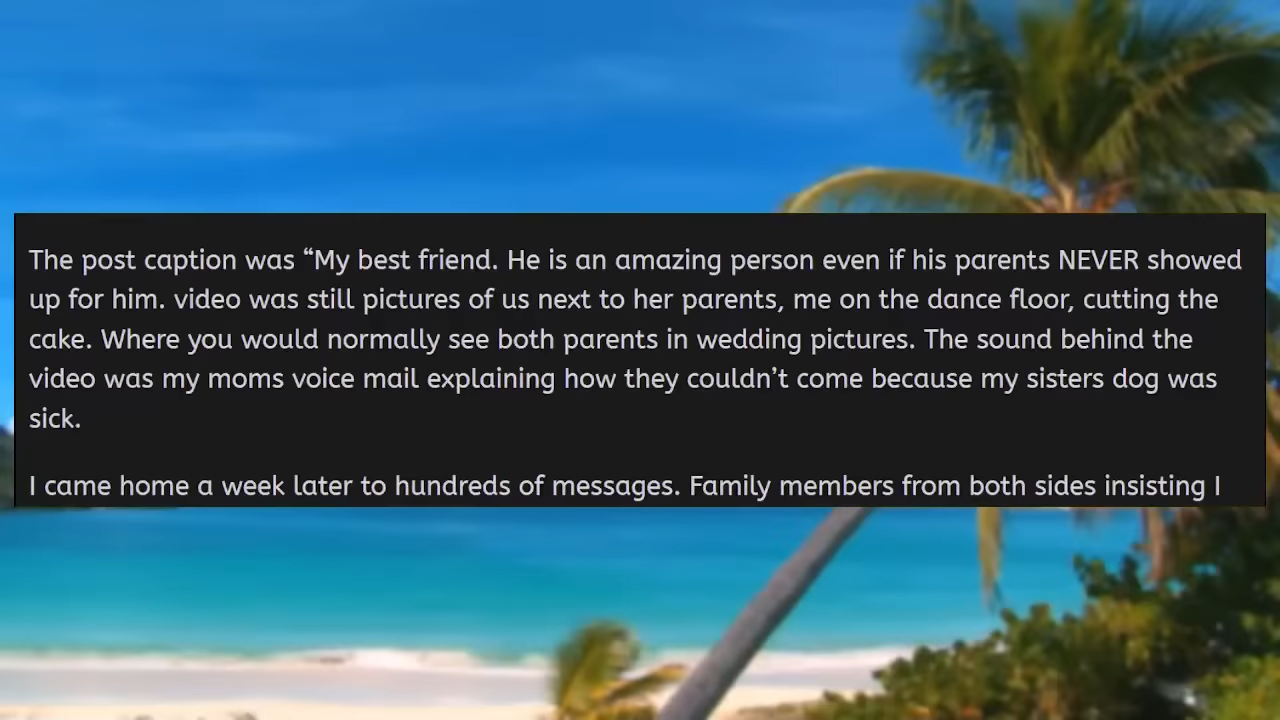 The post caption was “My best friend. He is an amazing person even if his parents NEVER showed
up for him. video was still pictures of us next to her parents, me on the dance floor, cutting the
cake. Where you would normally see both parents in wedding pictures. The sound behind the
video was my moms voice mail explaining how they couldn’t come because my sisters dog was
sick.
I came home a week later to hundreds of messages. Family members from both sides insisting I